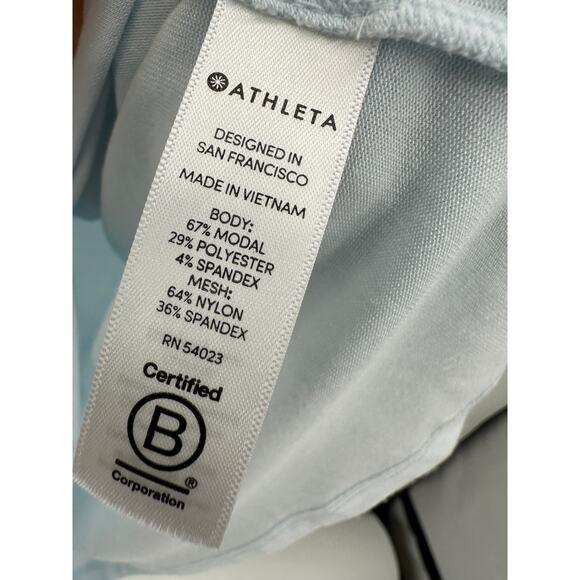 ATHLETA
DESIGNED IN
SAN FRANCISCO
MADE IN VIETNAM
BODY:
67% MODAL
29% POLYESTER
4% SPANDEX
MESH:
64% NYLON
36% SPANDEX
RN 54023
Certified
B
®
Corporation